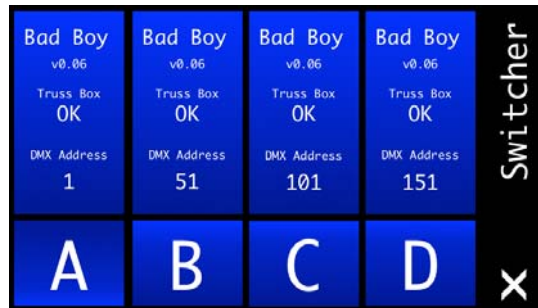 Bad Boy
v0.06
Truss Box
OK
DMX Address
1
A
Bad Boy
v0.06
Truss Box
OK
DMX Address
51
B
Bad Boy
v0.06
Truss Box
OK
DMX Address
101
C
Bad Boy
v0.06
Truss Box
OK
DMX Address
151
D
Switcher
X